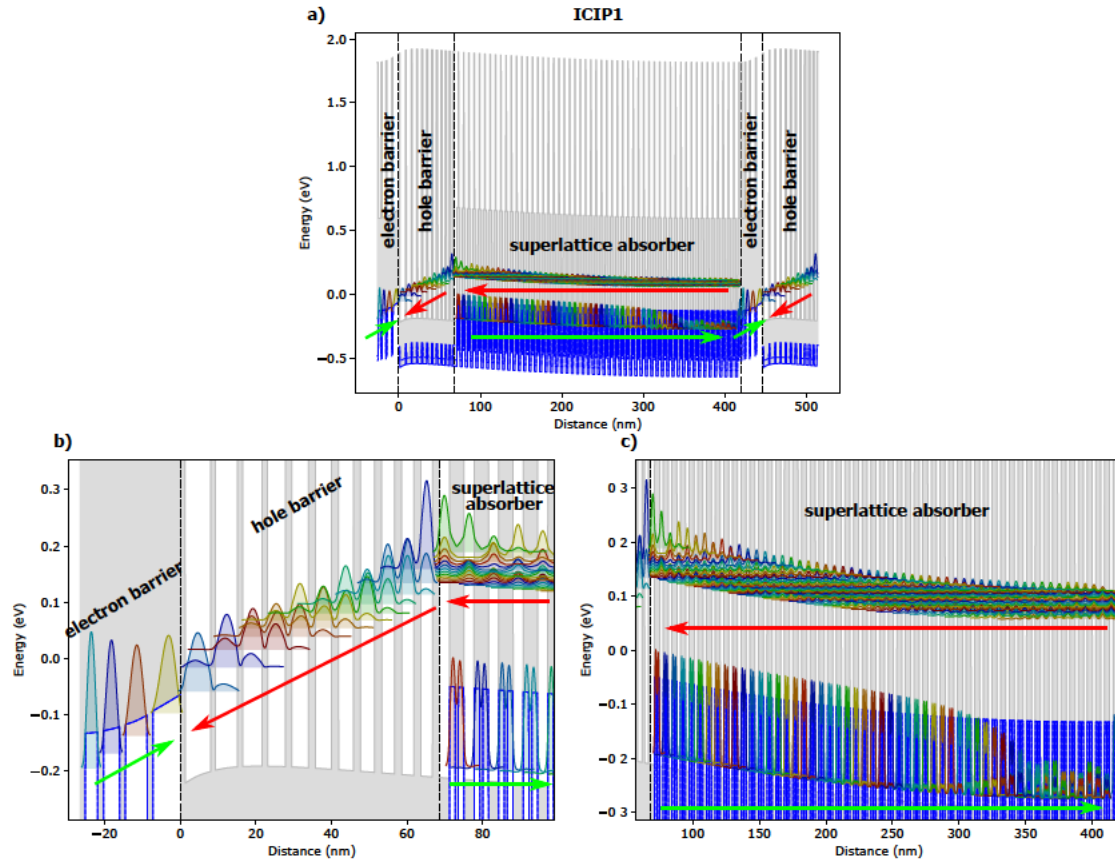 ICIP1
a)
2.0
1.5
1.0
0.5
0.0
−0.5
Energy (eV)
electron barrier
hole barrier
superlattice absorber
electron barrier
hole barrier
0
100
200
300
400
500
Distance (nm)
b)
0.3
0.2
0.1
0.0
−0.1
−0.2
Energy (eV)
electron barrier
hole barrier
superlattice
absorber
−20
0
20
40
60
80
Distance (nm)
c)
0.3
0.2
0.1
0.0
−0.1
−0.2
−0.3
Energy (eV)
superlattice absorber
100
150
200
250
300
350
400
Distance (nm)